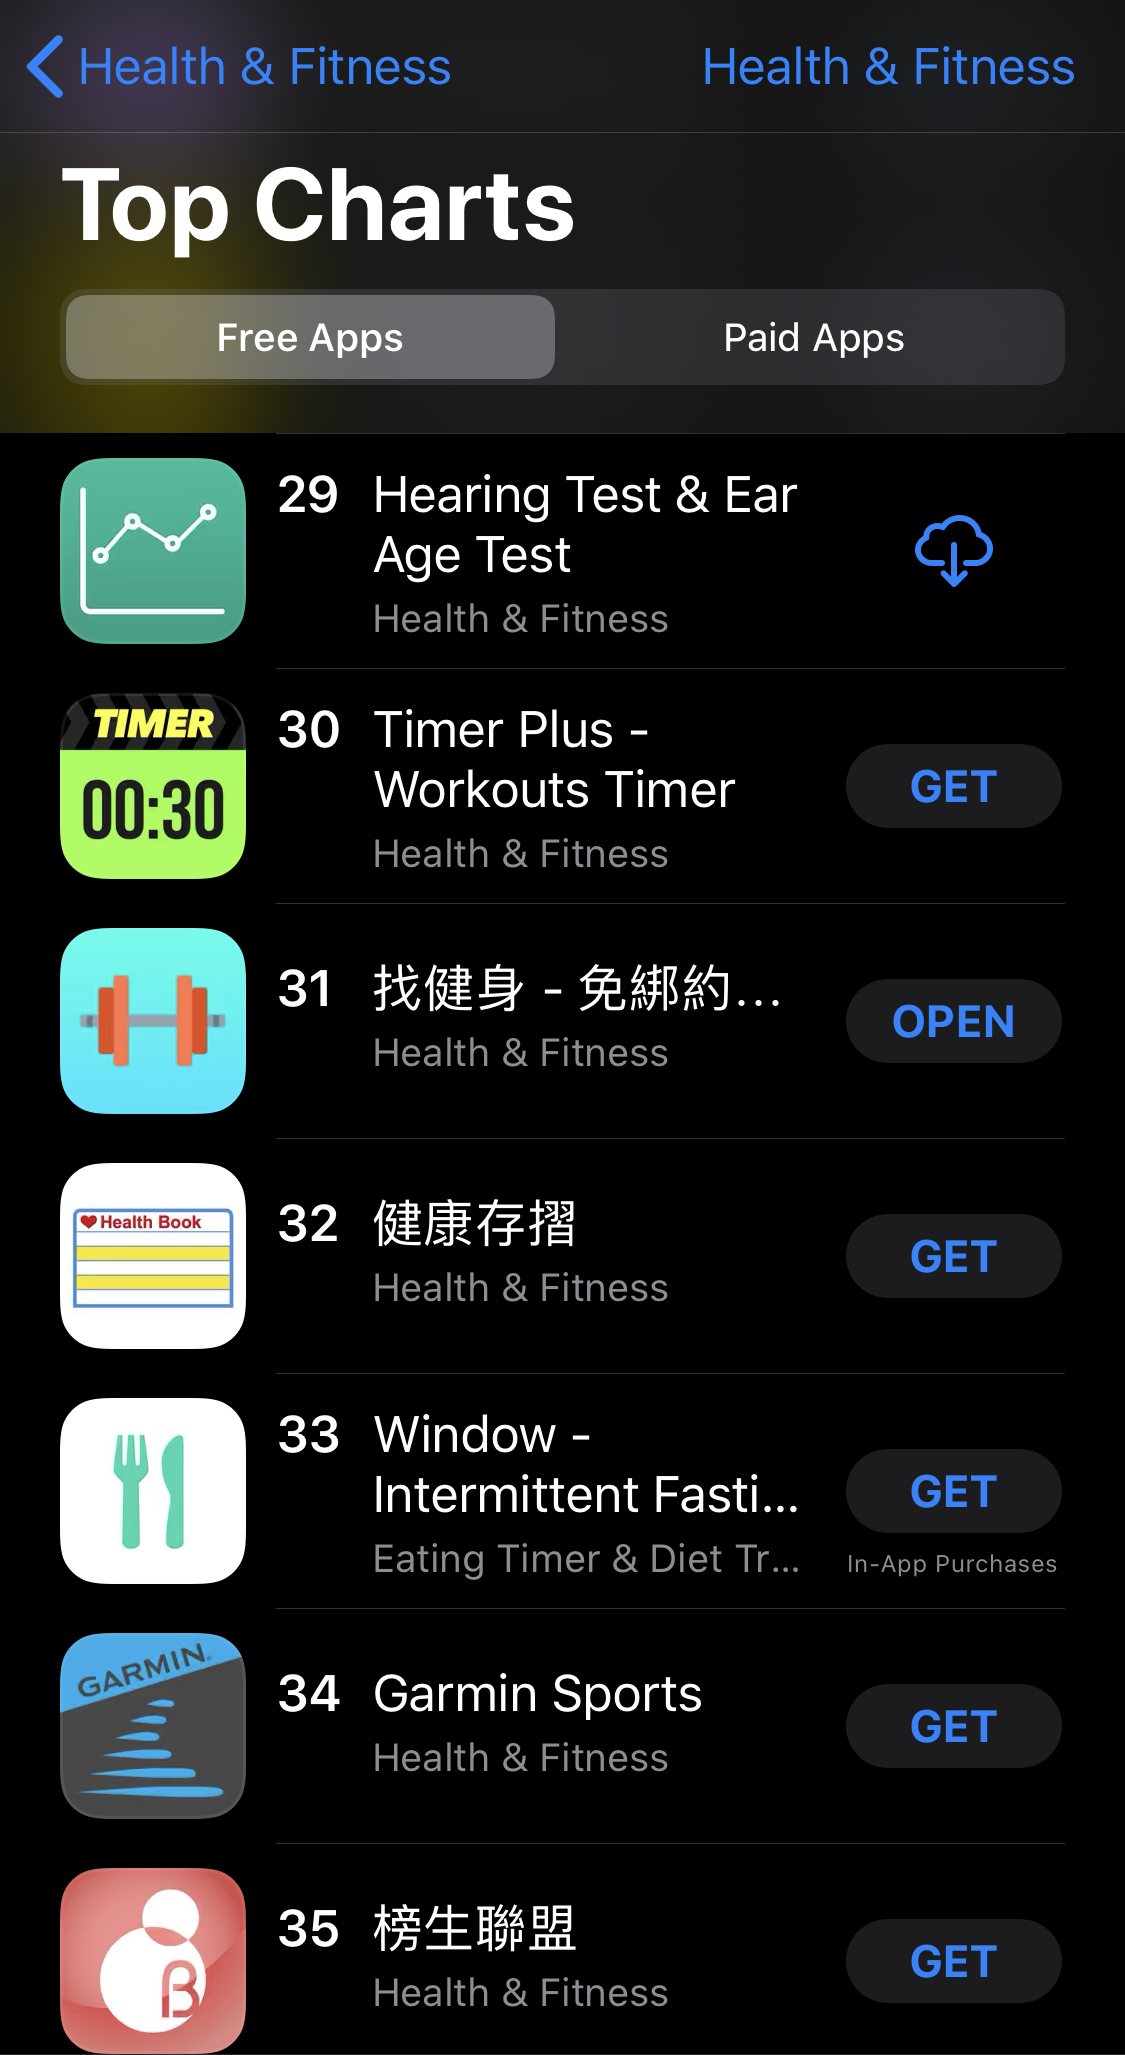 Health & Fitness
Health & Fitness
Top Charts
Free Apps
Paid Apps
29 Hearing Test & Ear
Age Test
Health & Fitness
TIMER
00:30
30 Timer Plus -
Workouts Timer
Health & Fitness
GET
31 找健身 - 免綁約...
Health & Fitness
OPEN
Health Book
32 健康存摺
Health & Fitness
GET
33 Window -
Intermittent Fasti...
Eating Timer & Diet Tr...
GET
In-App Purchases
GARMIN
34 Garmin Sports
Health & Fitness
GET
35 榜生聯盟
Health & Fitness
GET
B